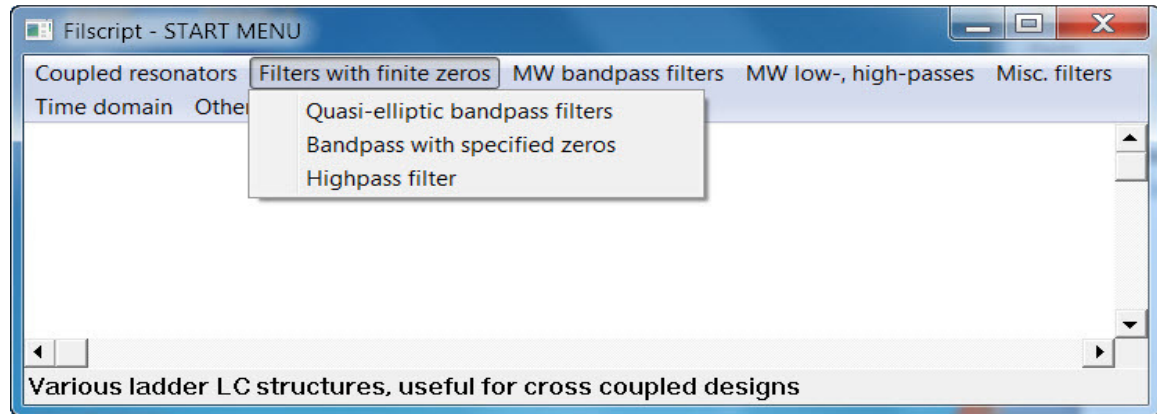 Filscript - START MENU
Coupled resonators Filters with finite zeros MW bandpass filters MW low-, high-passes Misc. filters
Time domain Other
Quasi-elliptic bandpass filters
Bandpass with specified zeros
Highpass filter
Various ladder LC structures, useful for cross coupled designs